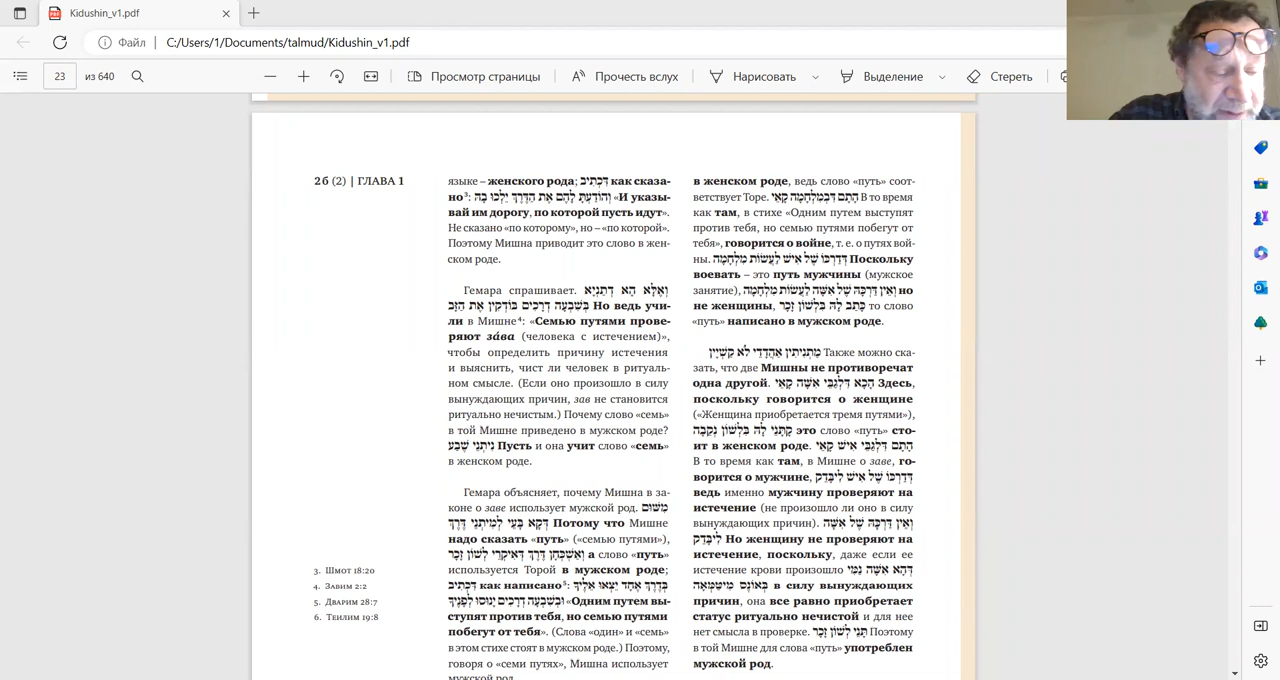 Kidushin_v1.pdf
Файл
C:/Users/1/Documents/talmud/Kidushin_v1.pdf
23 из 640
Просмотр страницы
Прочесть вслух
Нарисовать
Выделение
Стереть
2б (2) | ГЛАВА 1
языке – женского рода; דִּכְתִיב как сказа-
но³: וְהוֹדַעְתָּ לָהֶם אֶת הַדֶּרֶךְ יֵלְכוּ בָהּ «И указы-
вай им дорогу, по которой пусть идут».
Не сказано «по которому», но – «по которой».
Поэтому Мишна приводит это слово в жен-
ском роде.
Гемара спрашивает. וְאֶלָּא הָא דִּתְנַיָא
בְּשִׁבְעָה דְרָכִים בּוֹדְקִין אֶת הַזָּב Но ведь учи-
ли в Мишне⁴: «Семью путями прове-
ряют зáва (человека с истечением)»,
чтобы определить причину истечения
и выяснить, чист ли человек в ритуаль-
ном смысле. (Если оно произошло в силу
вынуждающих причин, зав не становится
ритуально нечистым.) Почему слово «семь»
в той Мишне приведено в мужском роде?
נִיתְנֵי שֶׁבַע Пусть и она учит слово «семь»
в женском роде.
Гемара объясняет, почему Мишна в за-
коне о заве использует мужской род. מִשּׁוּם
דְּקָא בָּעֵי לְמִיתְנֵי דֶּרֶךְ Потому что Мишне
надо сказать «путь» («семью путями»),
וְאַשְׁכְּחַן דֶּרֶךְ דְּאִיקְּרִי לְשׁוֹן זָכָר а слово «путь»
используется Торой в мужском роде;
בְּדֶרֶךְ אֶחָד יֵצְאוּ אֵלֶיךָ דִּכְתִיב как написано⁵:
וּבְשִׁבְעָה דְרָכִים יָנוּסוּ לְפָנֶיךָ «Одним путем вы-
ступят против тебя, но семью путями
побегут от тебя». (Слова «один» и «семь»
в этом стихе стоят в мужском роде.) Поэтому,
говоря о «семи путях», Мишна использует
мужской род.
3. Шмот 18:20
4. Завим 2:2
5. Дварим 28:7
6. Теилим 19:8
в женском роде, ведь слово «путь» соот-
ветствует Торе. הָתָם דִּבְמִלְחָמָה קָאֵי В то время
как там, в стихе «Одним путем выступят
против тебя, но семью путями побегут от
тебя», говорится о войне, т. е. о путях вой-
ны. דְּדַרְכּוֹ שֶׁל אִישׁ לַעֲשׂוֹת מִלְחָמָה Поскольку
воевать – это путь мужчины (мужское
занятие), וְאֵין דַּרְכָּהּ שֶׁל אִשָּׁה לַעֲשׂוֹת מִלְחָמָה но
не женщины, כָּתַב לָהּ בִּלְשׁוֹן זָכָר то слово
«путь» написано в мужском роде.
מַתְנִיתִין אַהֲדָדֵי לֹא קַשְׁיָין Также можно ска-
зать, что две Мишны не противоречат
одна другой. הָכָא דִּלְגַבֵּי אִשָּׁה קָאֵי Здесь,
поскольку говорится о женщине
(«Женщина приобретается тремя путями»),
קָתָנֵי לָהּ בִּלְשׁוֹן נְקֵבָה это слово «путь» сто-
ит в женском роде. הָתָם דִּלְגַבֵּי אִישׁ קָאֵי
В то время как там, в Мишне о заве, го-
ворится о мужчине, דְּדַרְכּוֹ שֶׁל אִישׁ לִיבָּדֵק
ведь именно мужчину проверяют на
истечение (не произошло ли оно в силу
вынуждающих причин). וְאֵין דַּרְכָּהּ שֶׁל אִשָּׁה
לִיבָּדֵק Но женщину не проверяют на
истечение, поскольку, даже если ее
истечение крови произошло דְּהָא אִשָּׁה נַמֵי
בְּאוֹנֶס מִיטַּמְּאָה в силу вынуждающих
причин, она все равно приобретает
статус ритуально нечистой и для нее
нет смысла в проверке. תָּנֵי לְשׁוֹן זָכָר Поэтому
в той Мишне для слова «путь» употреблен
мужской род.